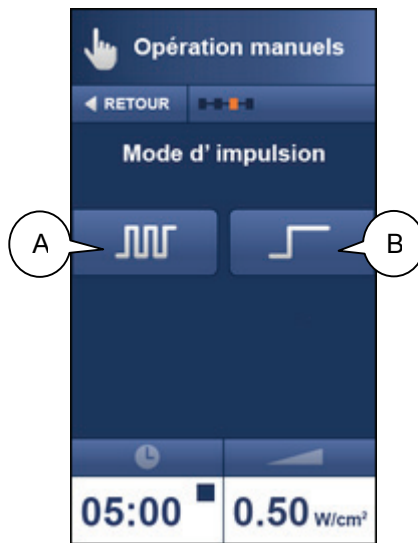 Opération manuels
◀ RETOUR
Mode d' impulsion
A
B
05:00
0.50 W/cm²